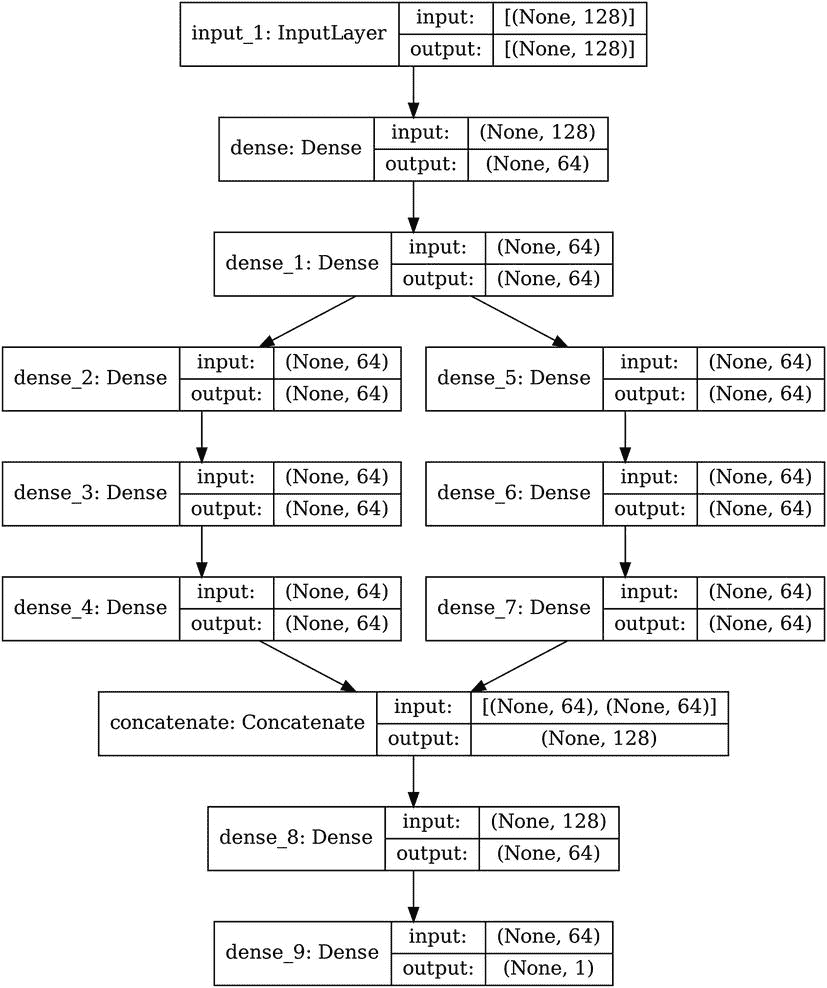 input_1: InputLayer
input: [(None, 128)]
output: [(None, 128)]
dense: Dense
input: (None, 128)
output: (None, 64)
dense_1: Dense
input: (None, 64)
output: (None, 64)
dense_2: Dense
input: (None, 64)
output: (None, 64)
dense_5: Dense
input: (None, 64)
output: (None, 64)
dense_3: Dense
input: (None, 64)
output: (None, 64)
dense_6: Dense
input: (None, 64)
output: (None, 64)
dense_4: Dense
input: (None, 64)
output: (None, 64)
dense_7: Dense
input: (None, 64)
output: (None, 64)
concatenate: Concatenate
input: [(None, 64), (None, 64)]
output: (None, 128)
dense_8: Dense
input: (None, 128)
output: (None, 64)
dense_9: Dense
input: (None, 64)
output: (None, 1)